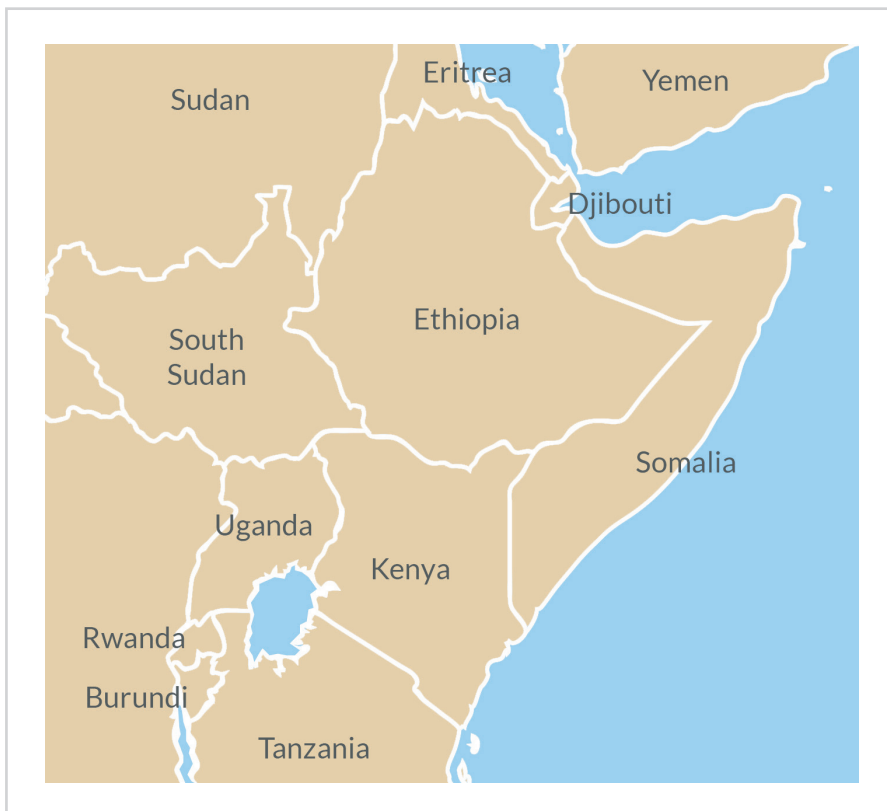 Eritrea
Yemen
Sudan
Djibouti
Ethiopia
South
Sudan
Somalia
Uganda
Kenya
Rwanda
Burundi
Tanzania